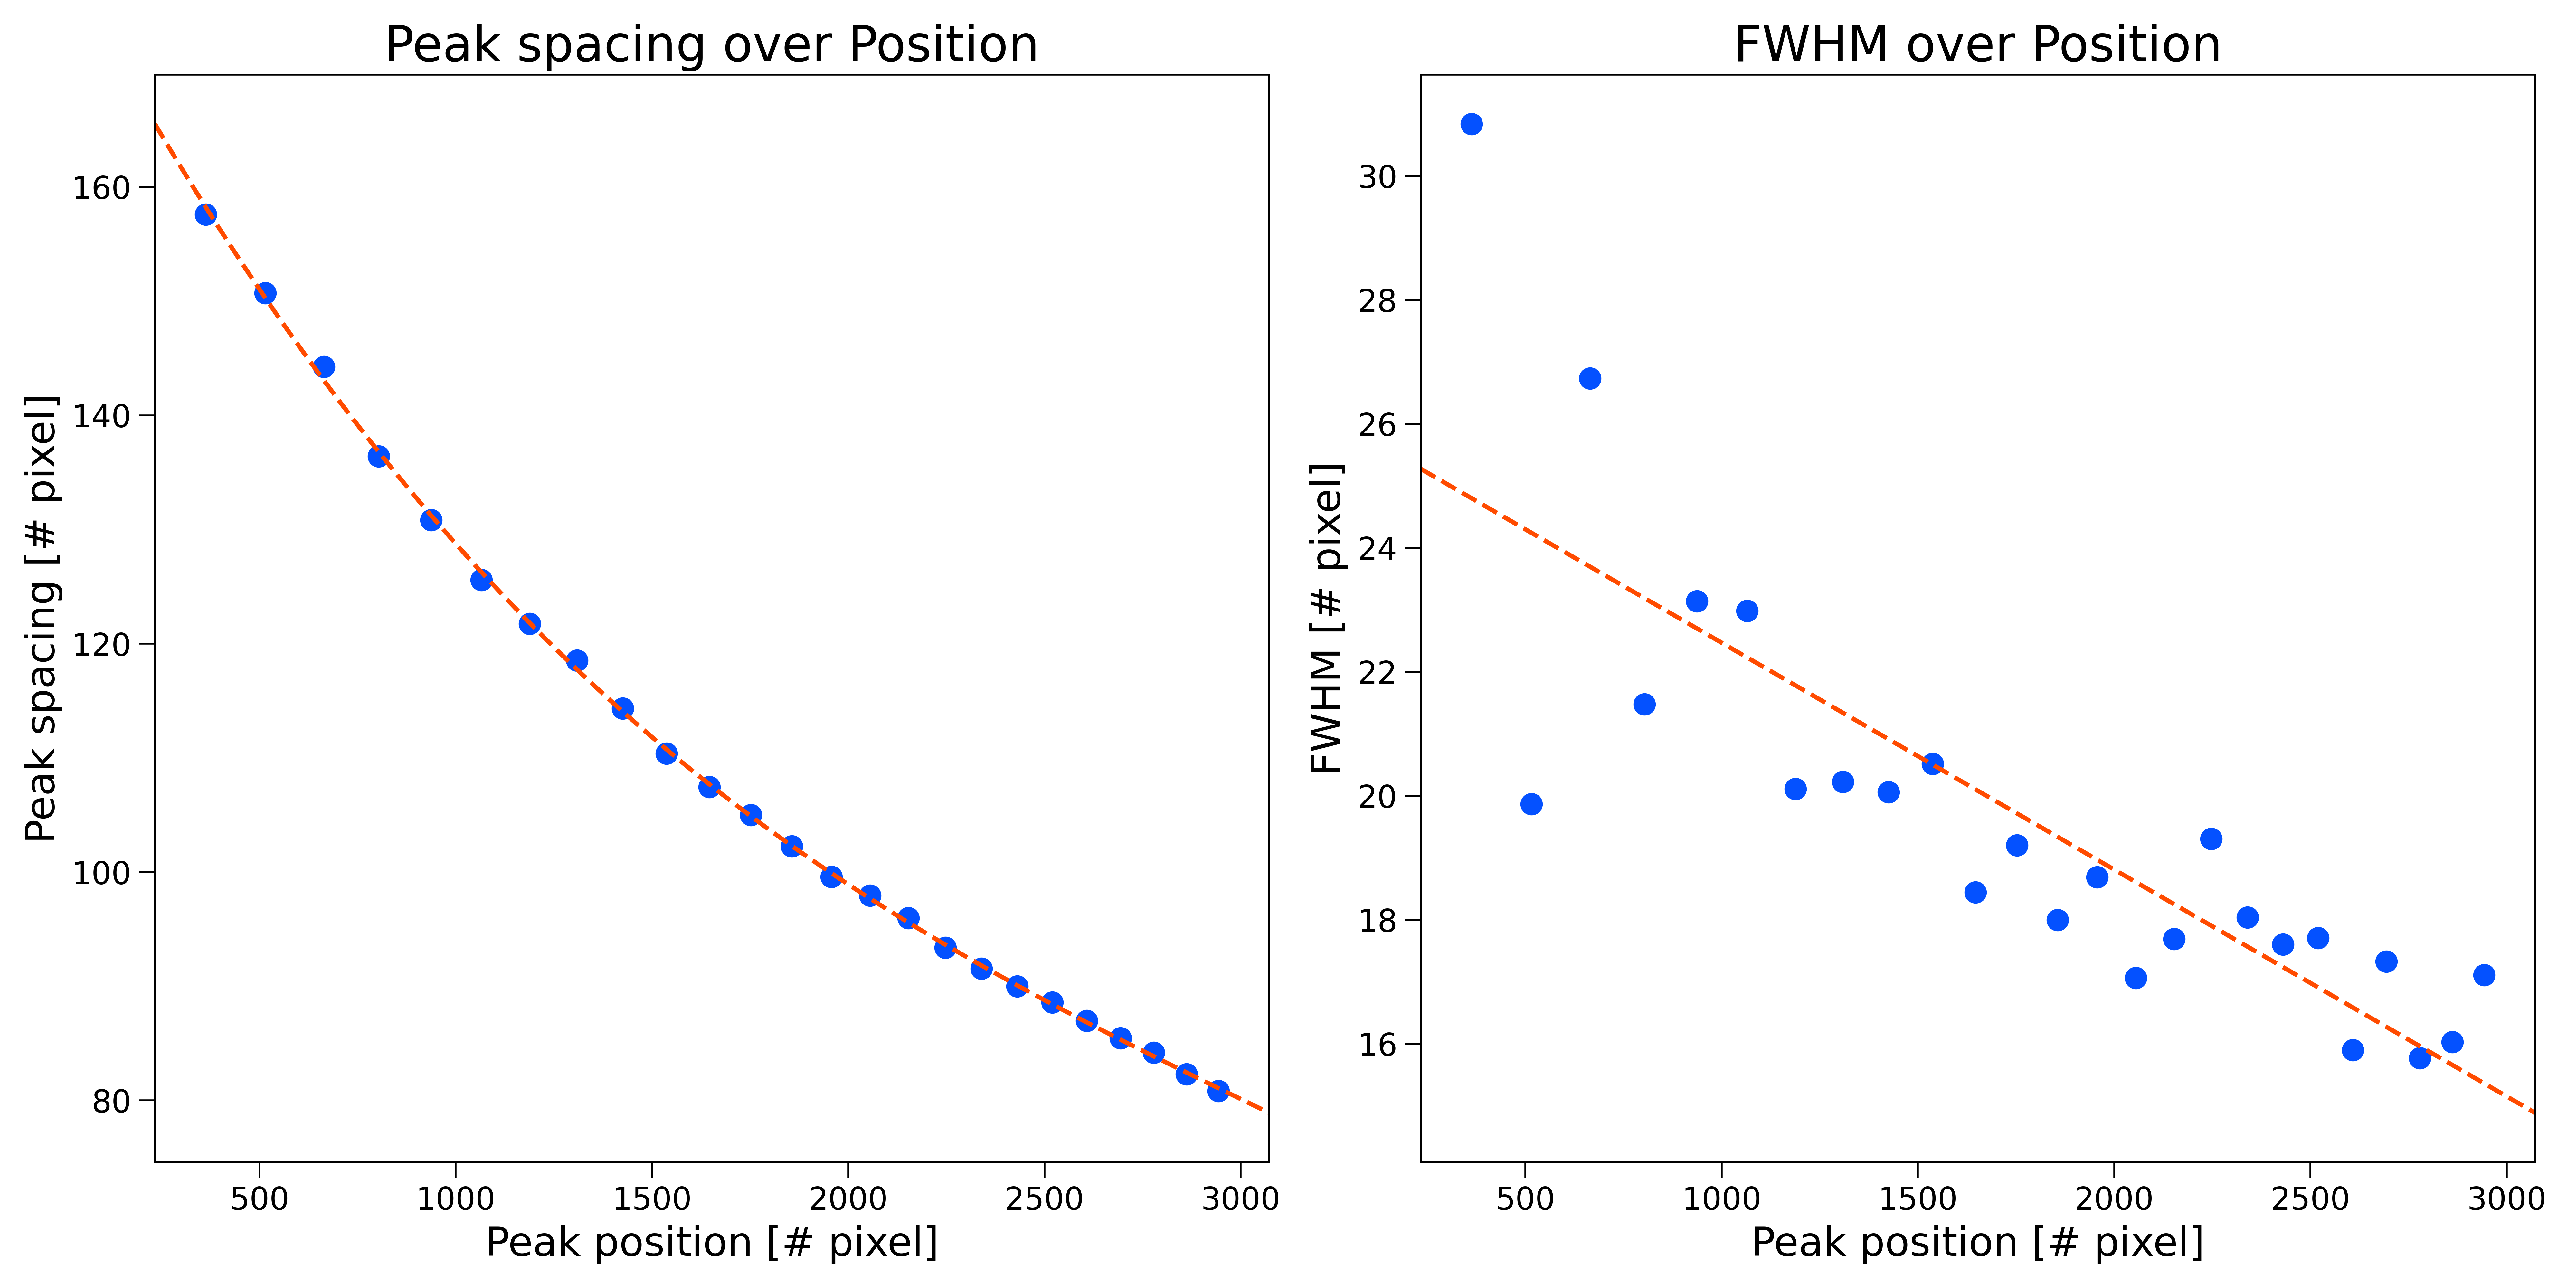 Peak spacing over Position
160
140
120
100
80
Peak spacing [# pixel]
500 1000 1500 2000 2500 3000
Peak position [# pixel]
FWHM over Position
30
28
26
24
22
20
18
16
FWHM [# pixel]
500 1000 1500 2000 2500 3000
Peak position [# pixel]